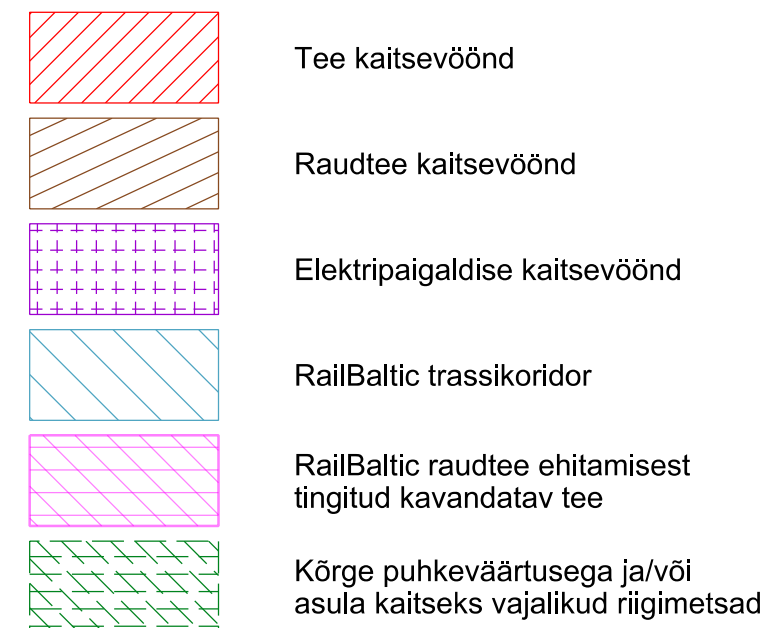 Tee kaitsevöönd
Raudtee kaitsevöönd
Elektripaigaldise kaitsevöönd
RailBaltic trassikoridor
RailBaltic raudtee ehitamisest
tingitud kavandatav tee
Kõrge puhkeväärtusega ja/või
asula kaitseks vajalikud riigimetsad